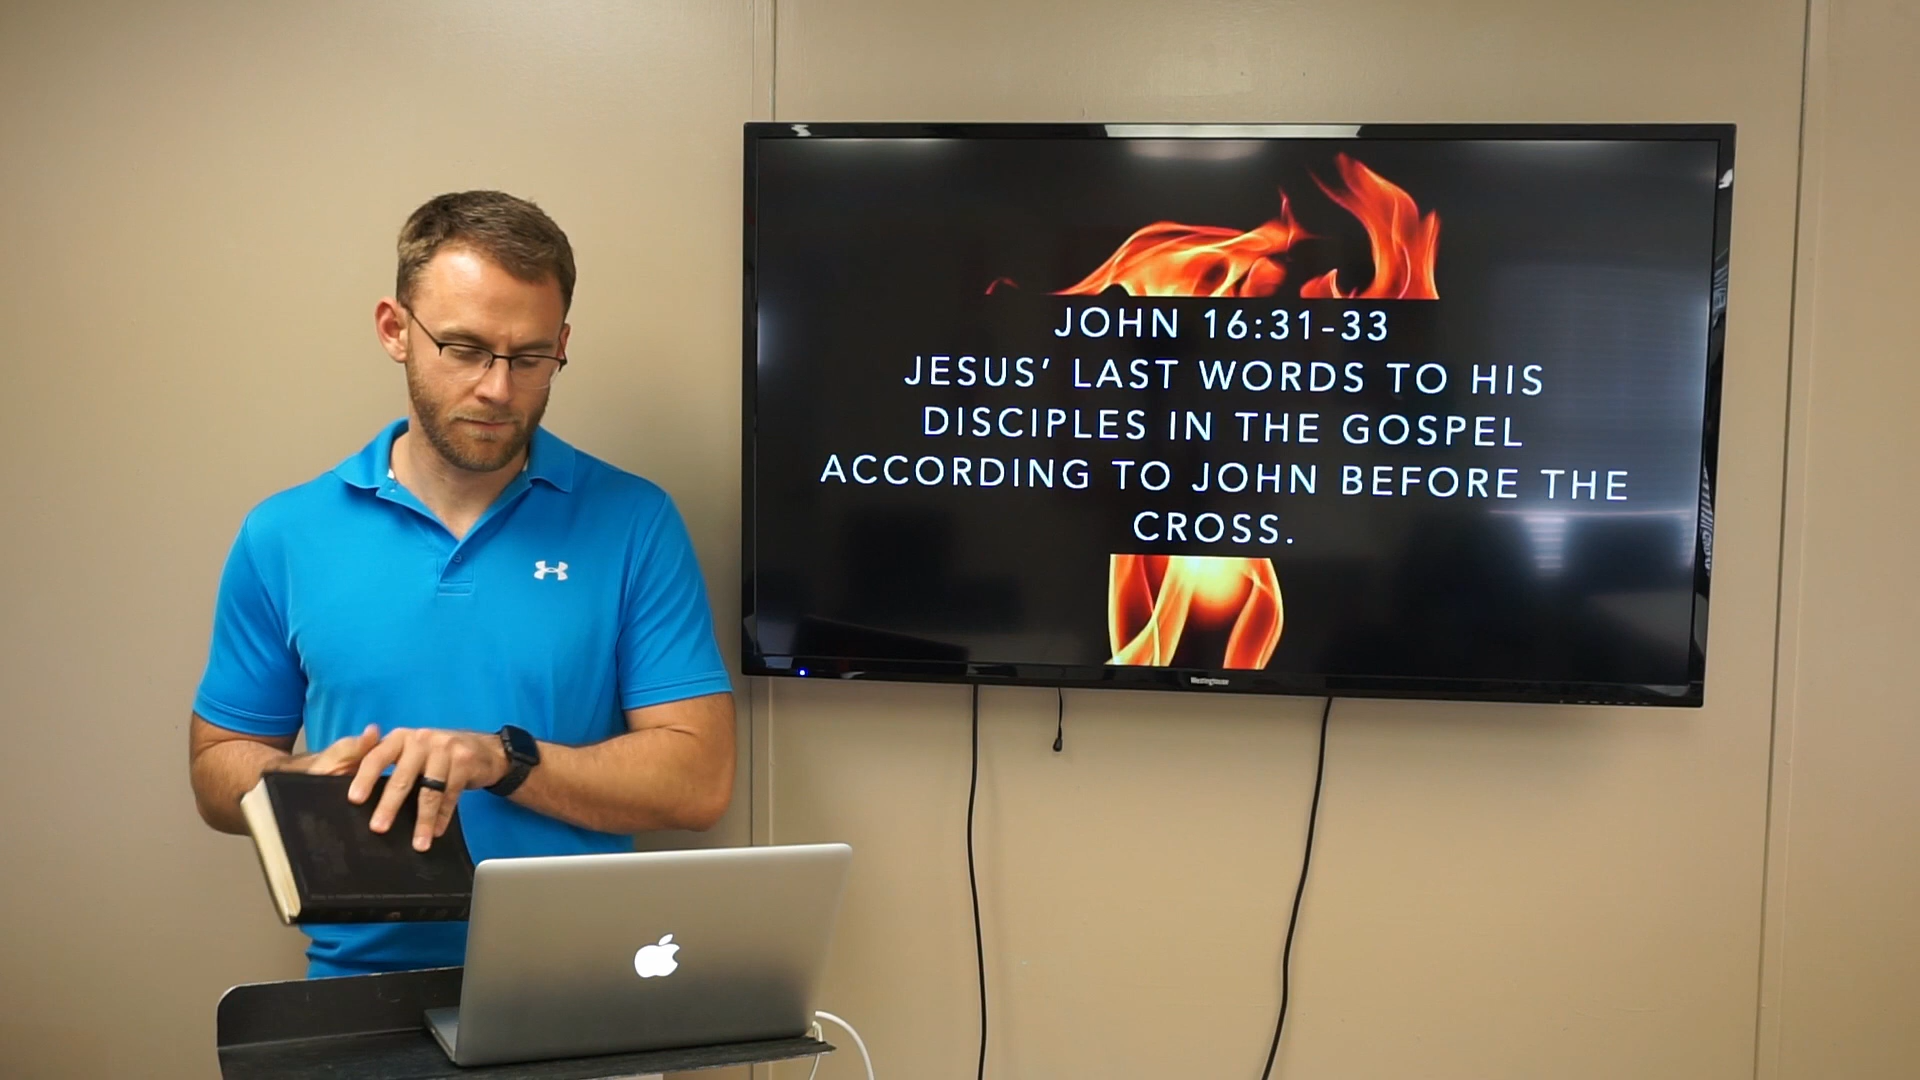 JOHN 16:31-33
JESUS’ LAST WORDS TO HIS
DISCIPLES IN THE GOSPEL
ACCORDING TO JOHN BEFORE THE
CROSS.
Westinghouse